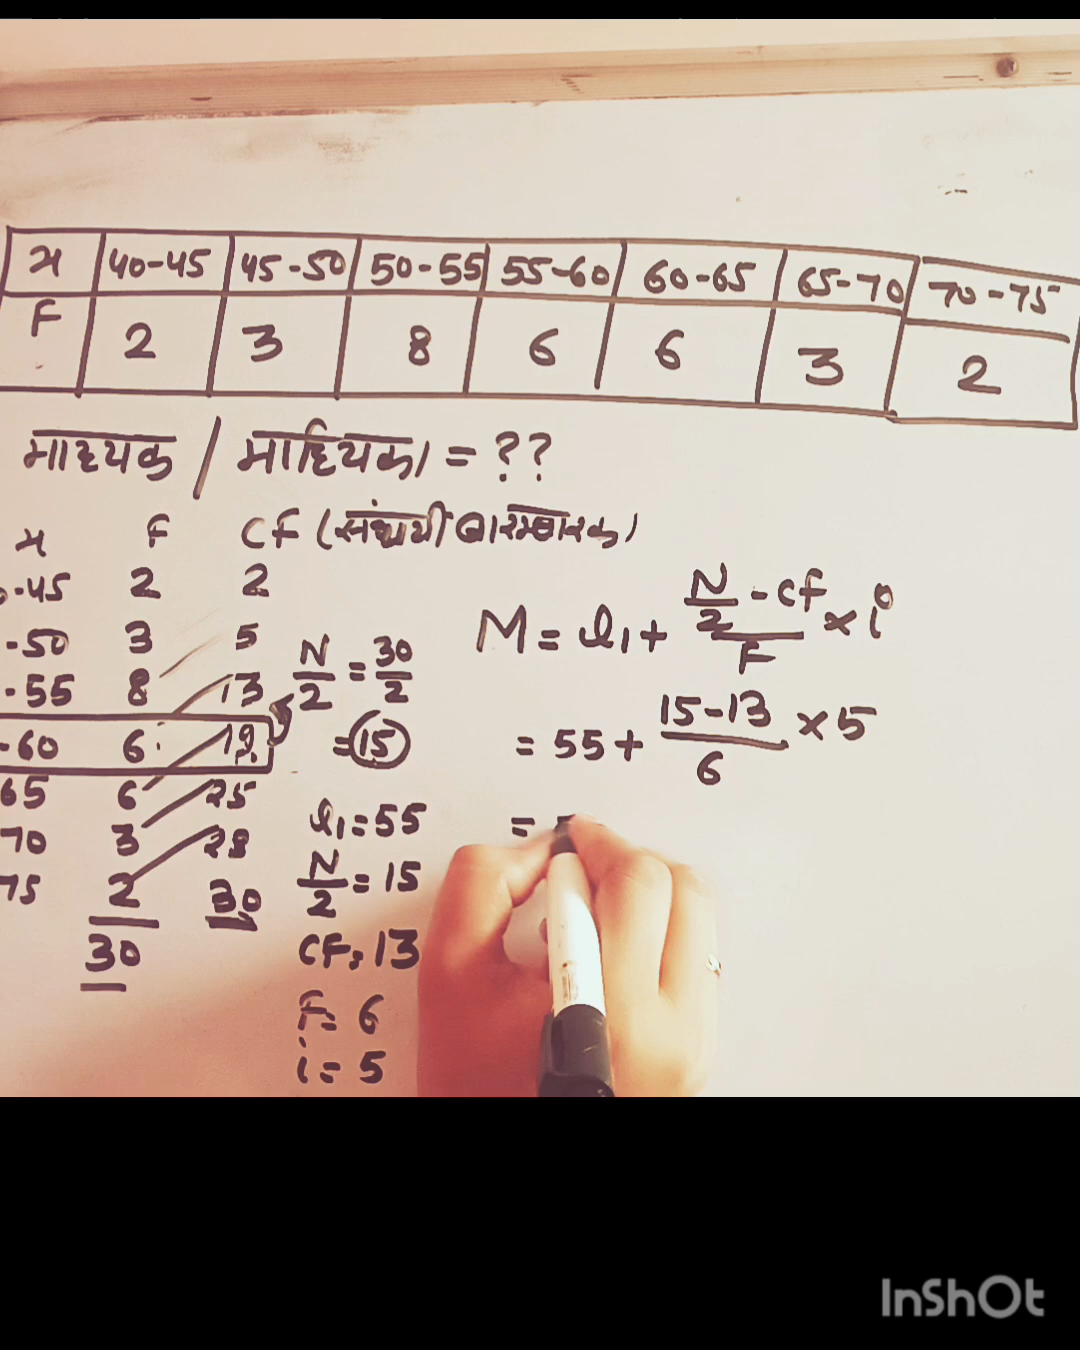 x 40-45 45-50 50-55 55-60 60-65 65-70 70-75
F 2 3 8 6 6 3 2
माध्यक / माध्यिका = ??
x F CF (संचयी बारम्बारता)
-45 2 2
-50 3 5
-55 8 13
-60 6 19
65 6 25
70 3 28
75 2 30
30
N/2 = 30/2
= 15
l₁ = 55
N/2 = 15
CF = 13
F = 6
i = 5
M = l₁ + (N/2 - cf)/F × i
= 55 + (15-13)/6 × 5
=
InShOt